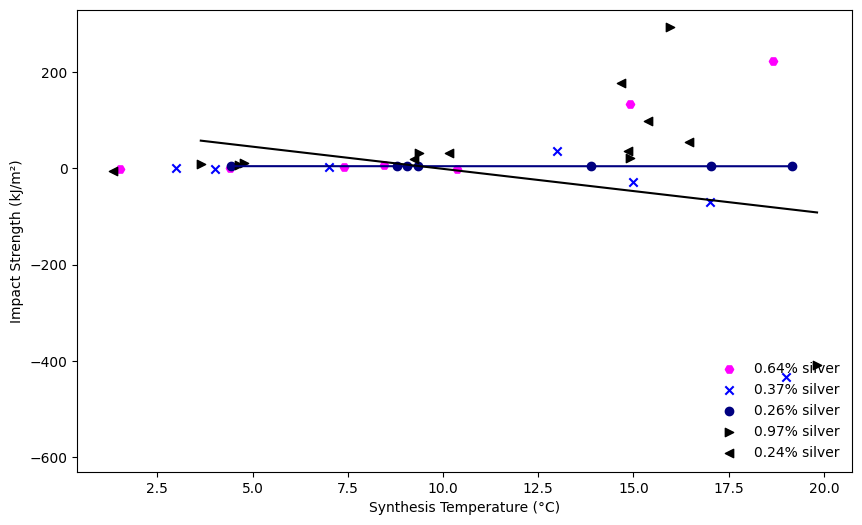 200
0
−200
−400
−600
Impact Strength (kJ/m²)
0.64% silver
0.37% silver
0.26% silver
0.97% silver
0.24% silver
2.5 5.0 7.5 10.0 12.5 15.0 17.5 20.0
Synthesis Temperature (°C)